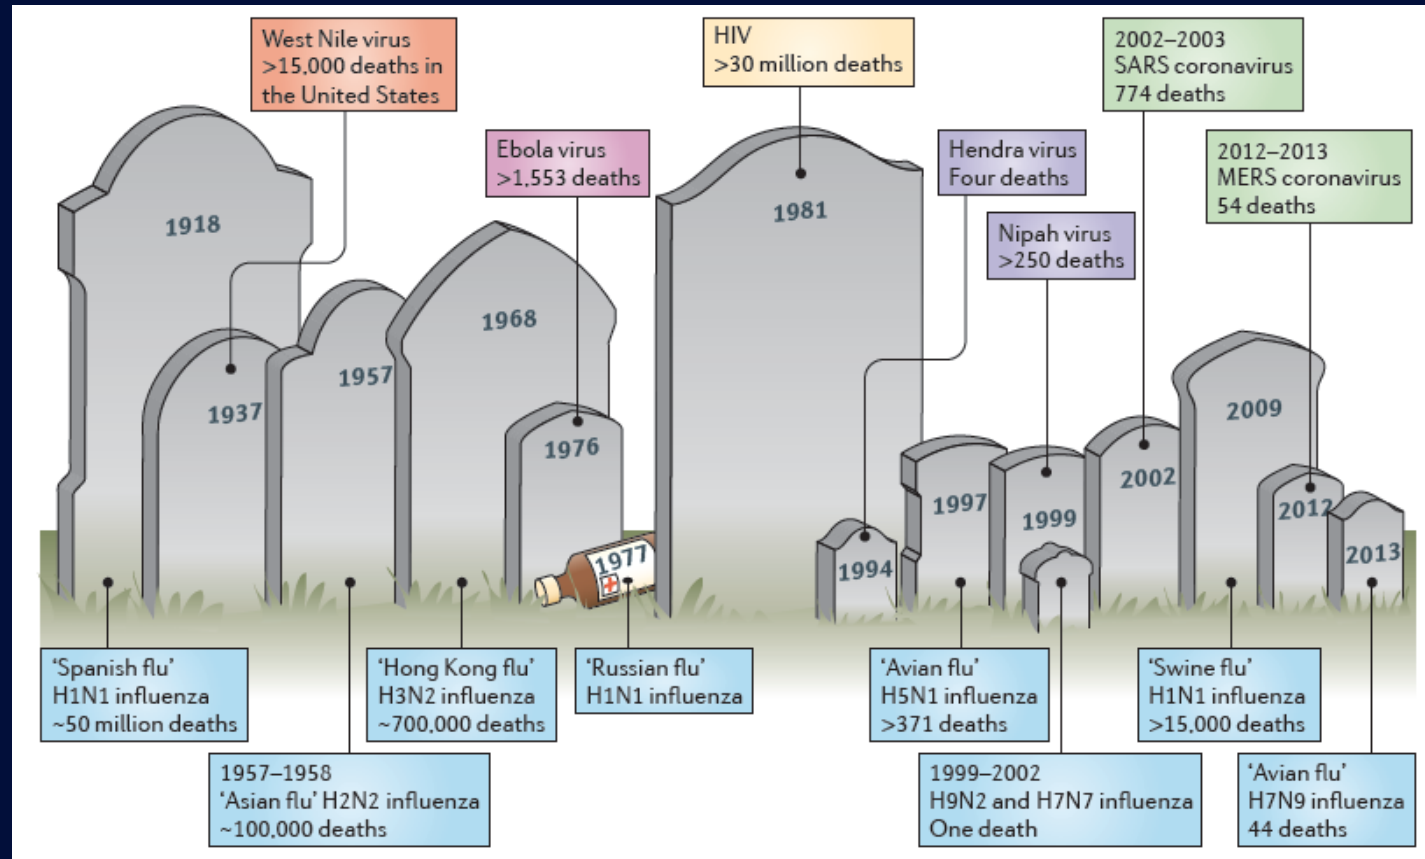 West Nile virus
>15,000 deaths in
the United States
HIV
>30 million deaths
2002–2003
SARS coronavirus
774 deaths
Ebola virus
>1,553 deaths
Hendra virus
Four deaths
2012–2013
MERS coronavirus
54 deaths
Nipah virus
>250 deaths
1918
1937
1957
1968
1976
1977
1981
1994
1997
1999
2002
2009
2012
2013
‘Spanish flu’
H1N1 influenza
~50 million deaths
‘Hong Kong flu’
H3N2 influenza
~700,000 deaths
‘Russian flu’
H1N1 influenza
‘Avian flu’
H5N1 influenza
>371 deaths
‘Swine flu’
H1N1 influenza
>15,000 deaths
1957–1958
‘Asian flu’ H2N2 influenza
~100,000 deaths
1999–2002
H9N2 and H7N7 influenza
One death
‘Avian flu’
H7N9 influenza
44 deaths